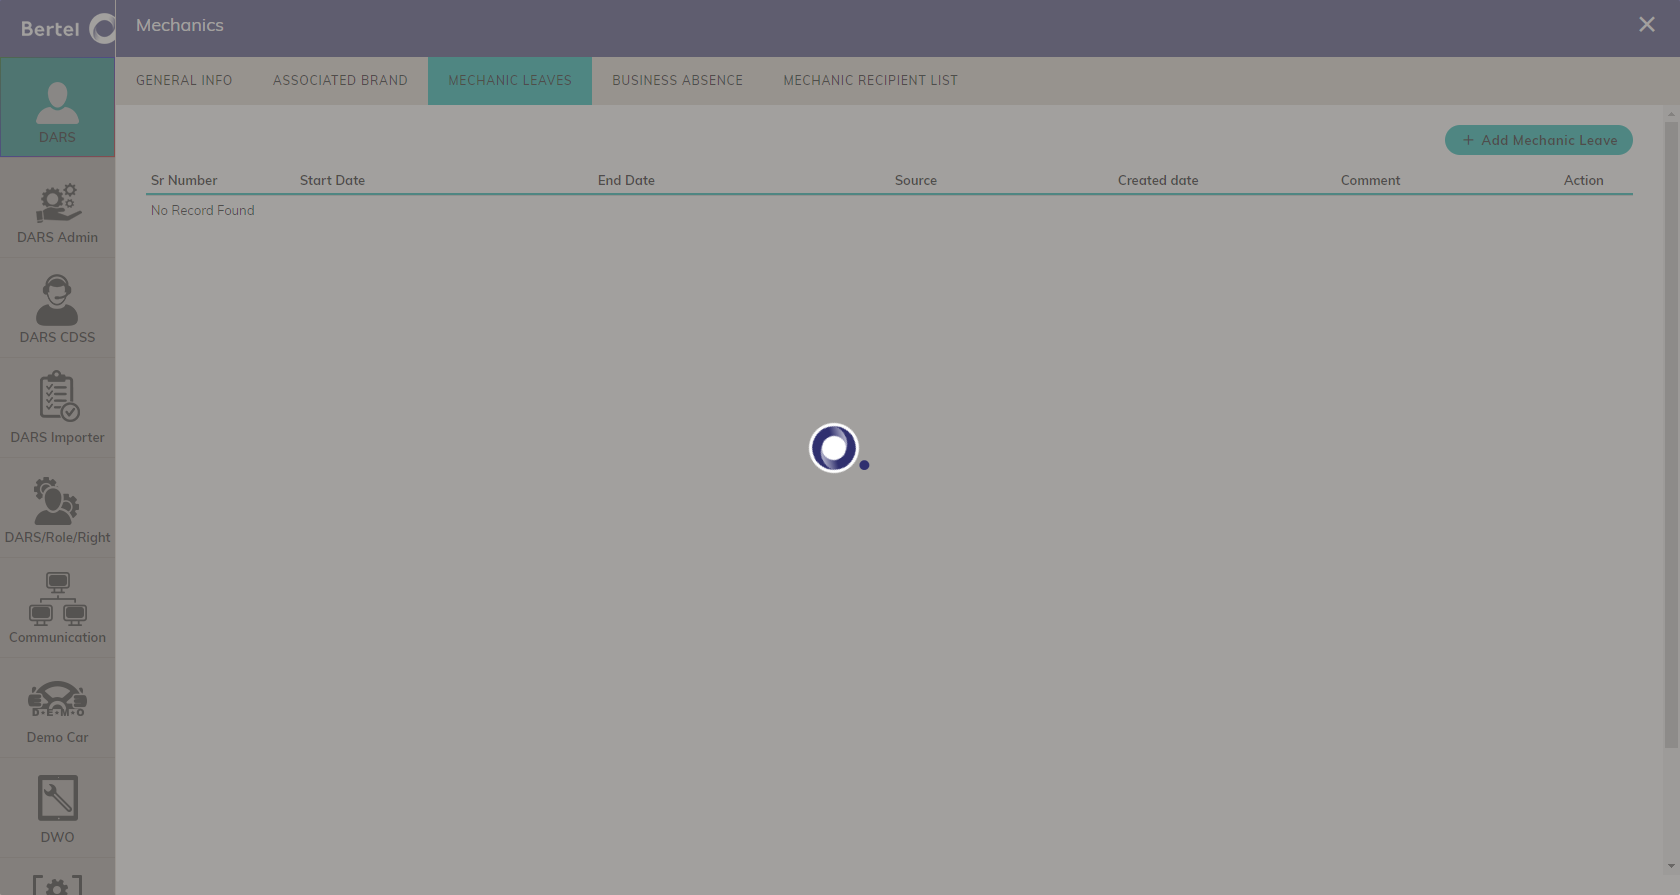 Bertel
Mechanics
GENERAL INFO
ASSOCIATED BRAND
MECHANIC LEAVES
BUSINESS ABSENCE
MECHANIC RECIPIENT LIST
+ Add Mechanic Leave
Sr Number
Start Date
End Date
Source
Created date
Comment
Action
No Record Found
DARS
DARS Admin
DARS CDSS
DARS Importer
DARS/Role/Right
Communication
D•E•M•O
Demo Car
DWO